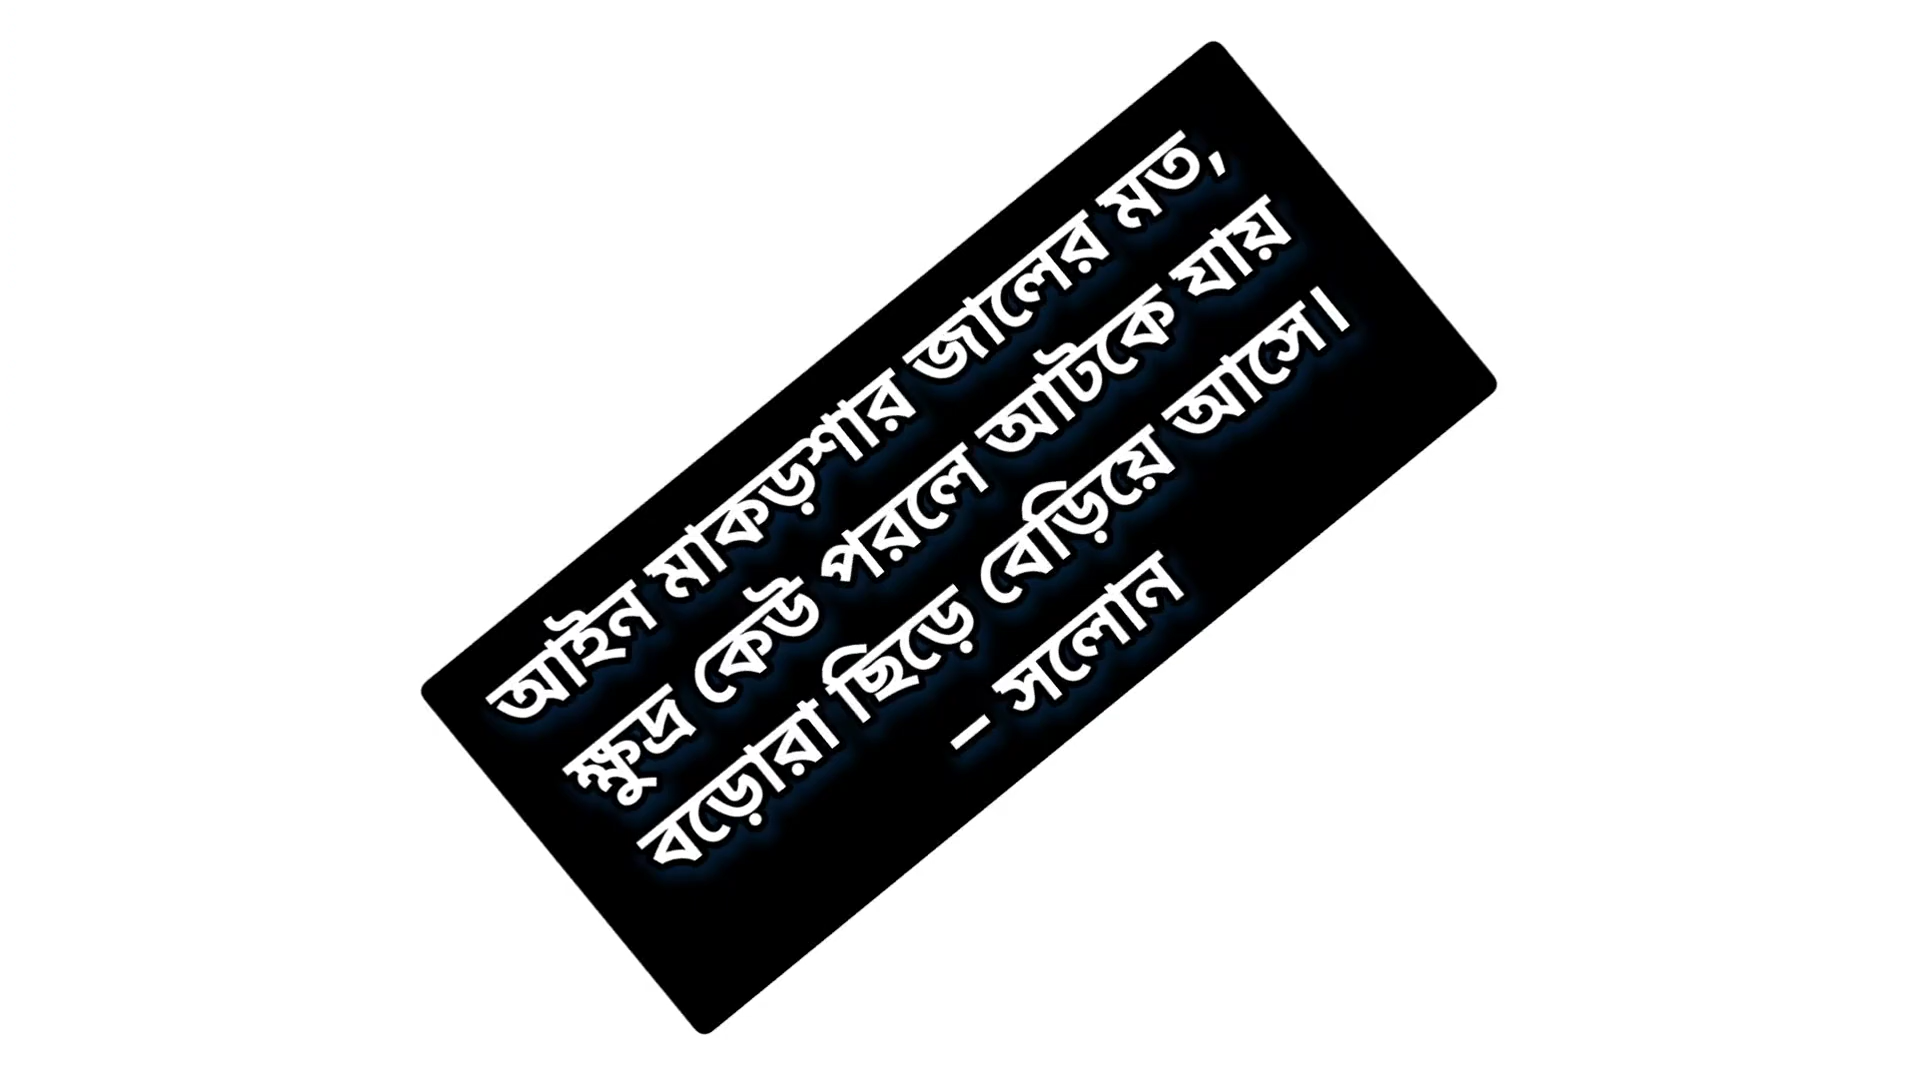 আইন মাকড়শার জালের মত,
ক্ষুদ্র কেউ পরলে আটকে যায়
বড়োরা ছিড়ে বেড়িয়ে আসে।
- সলোন